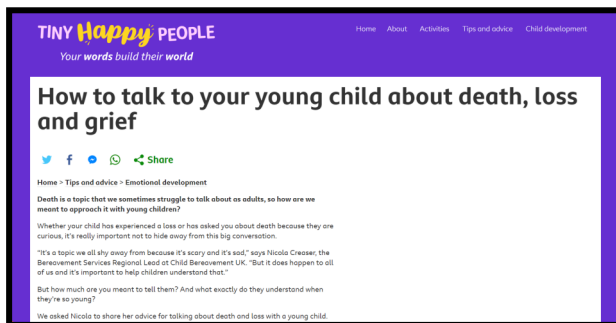 TINY Happy PEOPLE
Your words build their world
Home About Activities Tips and advice Child development
How to talk to your young child about death, loss
and grief
Share
Home > Tips and advice > Emotional development
Death is a topic that we sometimes struggle to talk about as adults, so how are we
meant to approach it with young children?
Whether your child has experienced a loss or has asked you about death because they are
curious, it's really important not to hide away from this big conversation.
"It's a topic we all shy away from because it's scary and it's sad," says Nicola Creaser, the
Bereavement Services Regional Lead at Child Bereavement UK. "But it does happen to all
of us and it's important to help children understand that."
But how much are you meant to tell them? And what exactly do they understand when
they're so young?
We asked Nicola to share her advice for talking about death and loss with a young child.